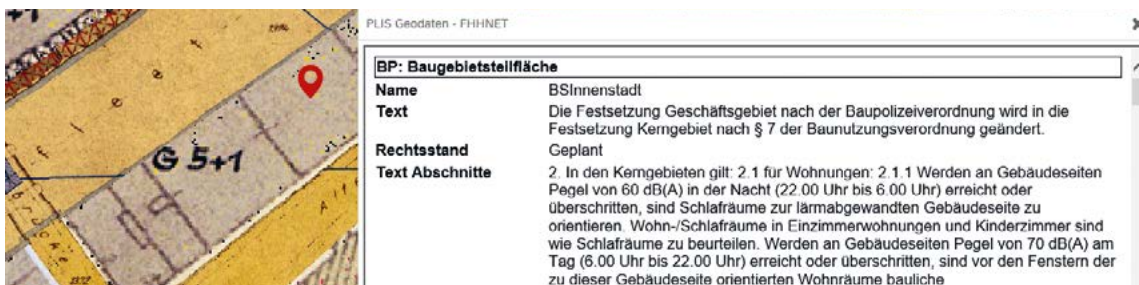 PLIS Geodaten - FHHNET
BP: Baugebietsteilfläche
Name BSInnenstadt
Text Die Festsetzung Geschäftsgebiet nach der Baupolizeiverordnung wird in die
Festsetzung Kerngebiet nach § 7 der Baunutzungsverordnung geändert.
Rechtsstand Geplant
Text Abschnitte 2. In den Kerngebieten gilt: 2.1 für Wohnungen: 2.1.1 Werden an Gebäudeseiten
Pegel von 60 dB(A) in der Nacht (22.00 Uhr bis 6.00 Uhr) erreicht oder
überschritten, sind Schlafräume zur lärmabgewandten Gebäudeseite zu
orientieren. Wohn-/Schlafräume in Einzimmerwohnungen und Kinderzimmer sind
wie Schlafräume zu beurteilen. Werden an Gebäudeseiten Pegel von 70 dB(A) am
Tag (6.00 Uhr bis 22.00 Uhr) erreicht oder überschritten, sind vor den Fenstern der
zu dieser Gebäudeseite orientierten Wohnräume bauliche
G 5+1